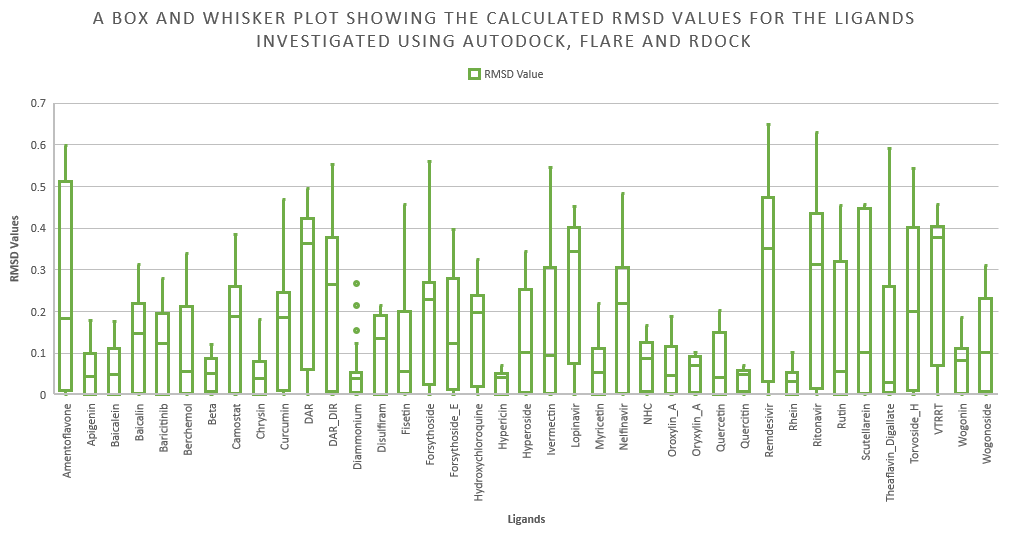 A BOX AND WHISKER PLOT SHOWING THE CALCULATED RMSD VALUES FOR THE LIGANDS
INVESTIGATED USING AUTODOCK, FLARE AND RDOCK
RMSD Value
0.7
0.6
0.5
0.4
0.3
0.2
0.1
0
RMSD Values
Amentoflavone
Apigenin
Baicalein
Baicalin
Baricitinib
Berchemol
Beta
Camostat
Chrysin
Curcumin
DAR
DAR_DIR
Diammonium
Disulfiram
Fisetin
Forsythoside
Forsythoside_E
Hydroxychloroquine
Hypericin
Hyperoside
Ivermectin
Lopinavir
Myricetin
Nelfinavir
NHC
Oroxylin_A
Oryxylin_A
Quercetin
Quercitin
Remdesivir
Rhein
Ritonavir
Rutin
Scutellarein
Theaflavin_Digallate
Torvoside_H
VTRRT
Wogonin
Wogonoside
Ligands